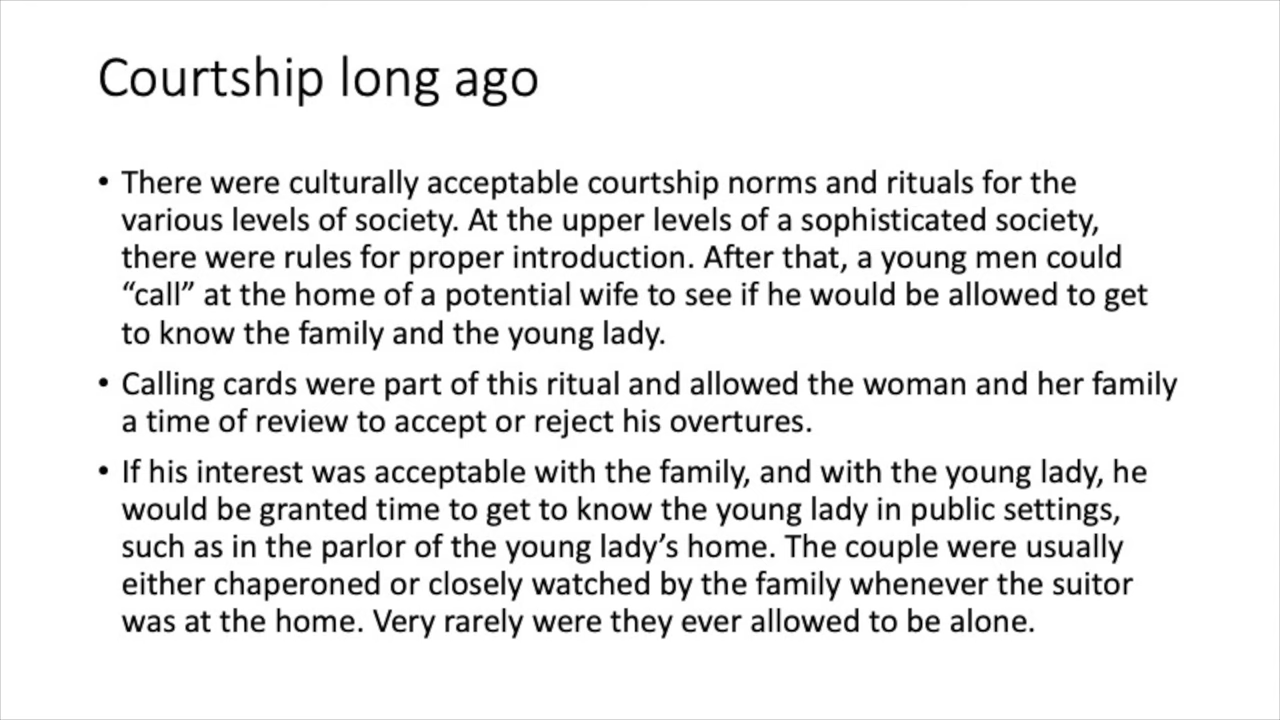 Courtship long ago
• There were culturally acceptable courtship norms and rituals for the
various levels of society. At the upper levels of a sophisticated society,
there were rules for proper introduction. After that, a young men could
“call” at the home of a potential wife to see if he would be allowed to get
to know the family and the young lady.
• Calling cards were part of this ritual and allowed the woman and her family
a time of review to accept or reject his overtures.
• If his interest was acceptable with the family, and with the young lady, he
would be granted time to get to know the young lady in public settings,
such as in the parlor of the young lady’s home. The couple were usually
either chaperoned or closely watched by the family whenever the suitor
was at the home. Very rarely were they ever allowed to be alone.